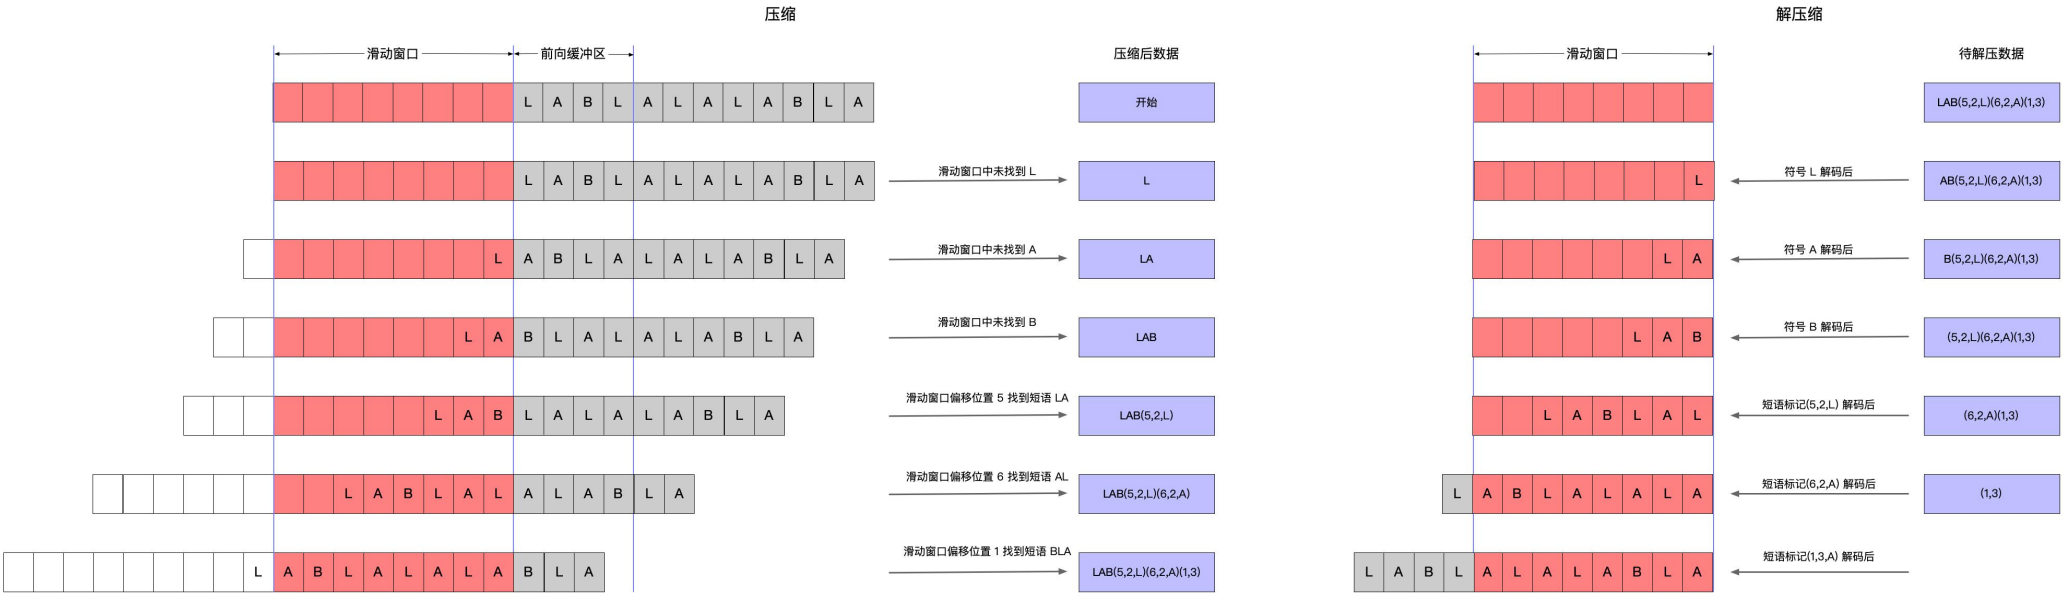 压缩
解压缩
滑动窗口 前向缓冲区 压缩后数据 滑动窗口 待解压数据
L A B L A L A L A B L A 开始 LAB(5,2,L)(6,2,A)(1,3)
L A B L A L A L A B L A 滑动窗口中未找到 L L L 符号 L 解码后 AB(5,2,L)(6,2,A)(1,3)
L A B L A L A L A B L A 滑动窗口中未找到 A LA L A 符号 A 解码后 B(5,2,L)(6,2,A)(1,3)
L A B L A L A L A B L A 滑动窗口中未找到 B LAB L A B 符号 B 解码后 (5,2,L)(6,2,A)(1,3)
L A B L A L A L A B L A 滑动窗口偏移位置 5 找到短语 LA LAB(5,2,L) L A B L A L 短语标记(5,2,L) 解码后 (6,2,A)(1,3)
L A B L A L A L A B L A 滑动窗口偏移位置 6 找到短语 AL LAB(5,2,L)(6,2,A) L A B L A L A L A 短语标记(6,2,A) 解码后 (1,3)
L A B L A L A L A B L A 滑动窗口偏移位置 1 找到短语 BLA LAB(5,2,L)(6,2,A)(1,3) L A B L A L A L A B L A 短语标记(1,3,A) 解码后